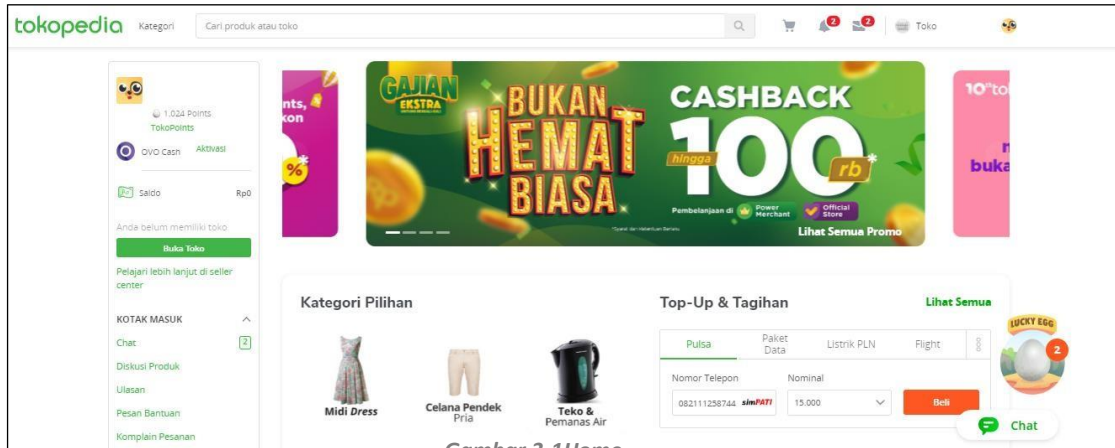 tokopedia
Kategori
Cari produk atau toko
2
2
Toko
1.024 Points
TokoPoints
OVO Cash Aktivasi
Saldo Rp0
Anda belum memiliki toko
Buka Toko
Pelajari lebih lanjut di seller
center
KOTAK MASUK
Chat 2
Diskusi Produk
Ulasan
Pesan Bantuan
Komplain Pesanan
nts,
kon
%*
GAJIAN
EKSTRA
BUKAN
HEMAT
BIASA
CASHBACK
hingga
100
rb*
Pembelanjaan di
Power
Merchant
Official
Store
*Syarat dan Ketentuan Berlaku
Lihat Semua Promo
10
buka
Kategori Pilihan
Midi Dress
Celana Pendek
Pria
Teko &
Pemanas Air
Top-Up & Tagihan
Lihat Semua
Pulsa
Paket
Data
Listrik PLN
Flight
Nomor Telepon
Nominal
082111258744 simPATI
15.000
Beli
LUCKY EGG
2
Chat